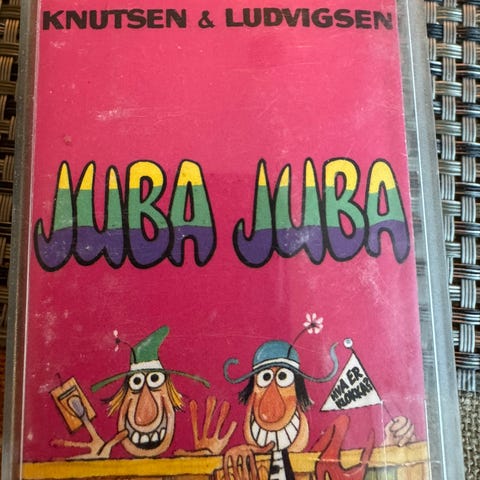 KNUTSEN & LUDVIGSEN
JUBA JUBA
HVA ER
KLOKKA?